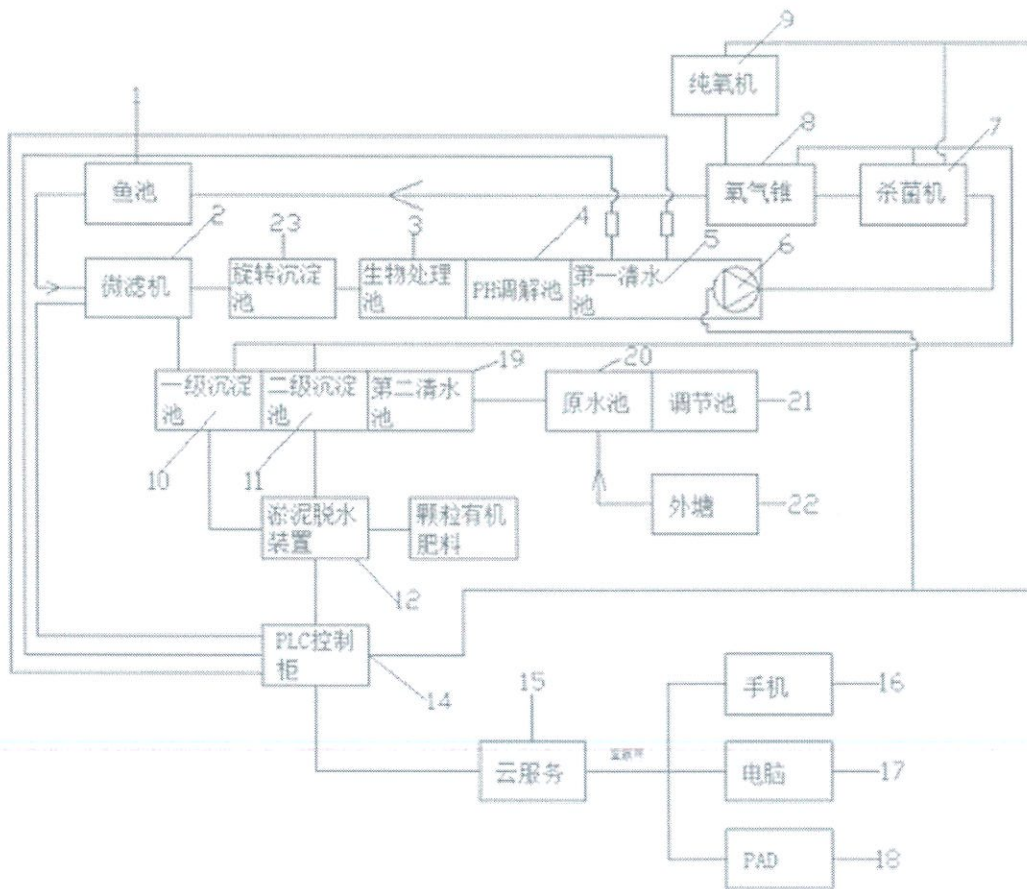 9
纯氧机
1
8
7
鱼池
氧气锥
杀菌机
2
23
3
4
5
6
微滤机
旋转沉淀
池
生物处理
池
PH调解池
第一清水
池
19
20
一级沉淀
池
二级沉淀
池
第二清水
池
原水池
调节池
21
10
11
外塘
22
淤泥脱水
装置
颗粒有机
肥料
12
PLC控制
柜
14
15
手机
16
云服务
电脑
17
PAD
18